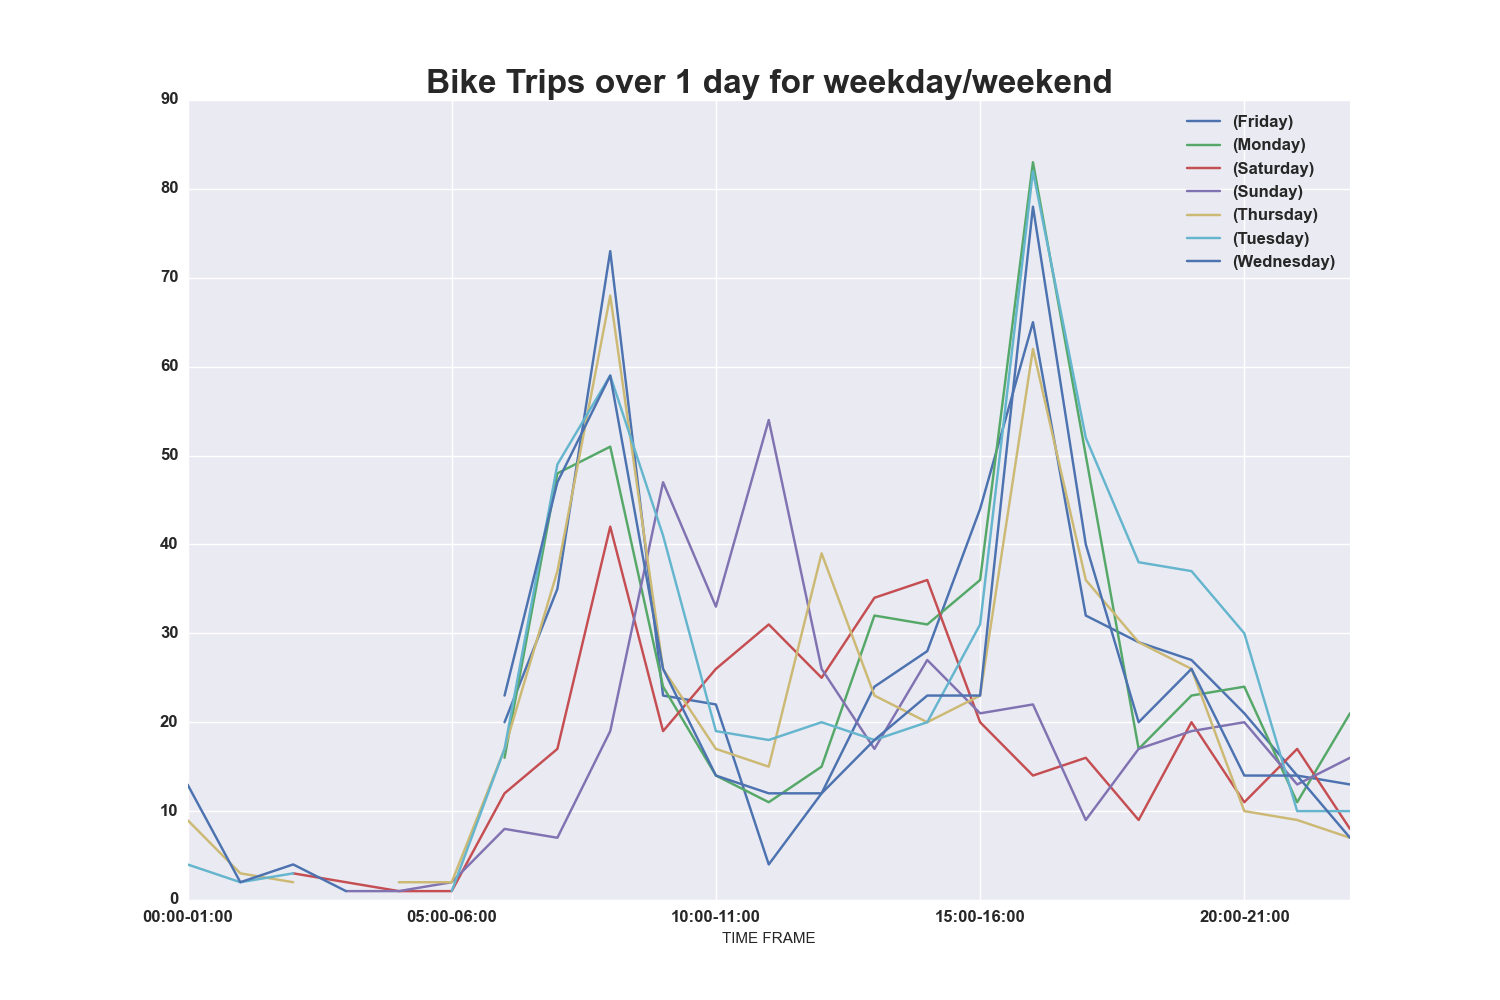 Bike Trips over 1 day for weekday/weekend
90
80
70
60
50
40
30
20
10
0
(Friday)
(Monday)
(Saturday)
(Sunday)
(Thursday)
(Tuesday)
(Wednesday)
00:00-01:00 05:00-06:00 10:00-11:00 15:00-16:00 20:00-21:00
TIME FRAME